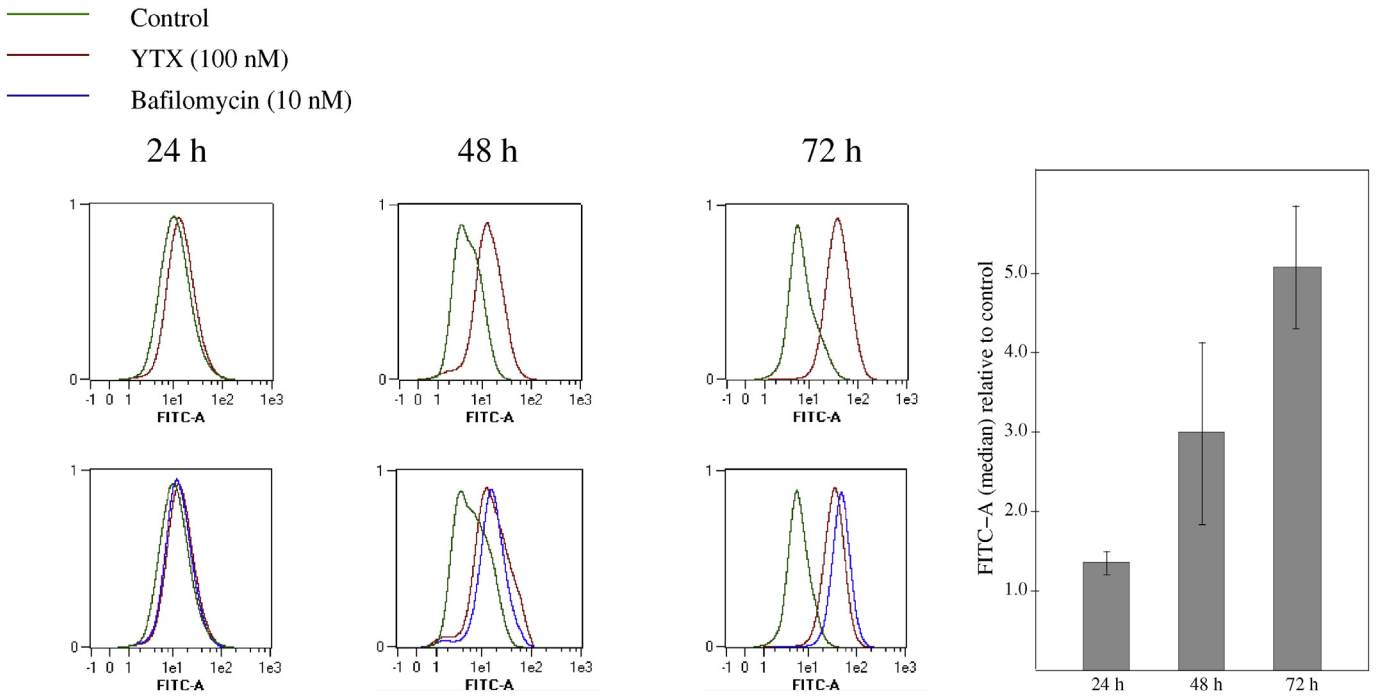 Control
YTX (100 nM)
Bafilomycin (10 nM)
24 h
48 h
72 h
1
0
-1 0 1 1e1 1e2 1e3
FITC-A
1
0
-1 0 1 1e1 1e2 1e3
FITC-A
1
0
-1 0 1 1e1 1e2 1e3
FITC-A
1
0
-1 0 1 1e1 1e2 1e3
FITC-A
1
0
-1 0 1 1e1 1e2 1e3
FITC-A
1
0
-1 0 1 1e1 1e2 1e3
FITC-A
FITC–A (median) relative to control
5.0
4.0
3.0
2.0
1.0
24 h 48 h 72 h